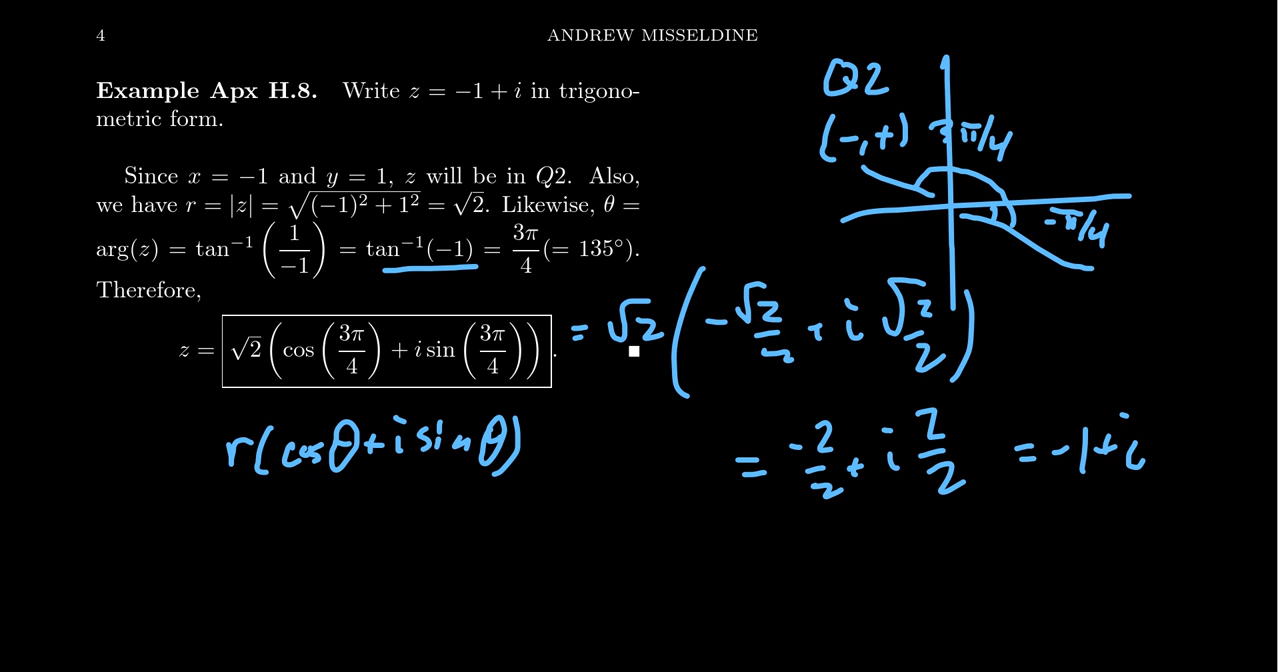 4
ANDREW MISSELDINE
Example Apx H.8. Write z = −1 + i in trigono-
metric form.
Since x = −1 and y = 1, z will be in Q2. Also,
we have r = |z| = √((−1)² + 1²) = √2. Likewise, θ =
arg(z) = tan⁻¹(1/−1) = tan⁻¹(−1) = 3π/4 (= 135°).
Therefore,
z = √2 (cos(3π/4) + i sin(3π/4)).
= √2 (−√2/2 + i √2/2)
r(cosθ + i sinθ)
= −2/2 + i 2/2 = −1 + i
Q2
(−,+)
3π/4
−π/4